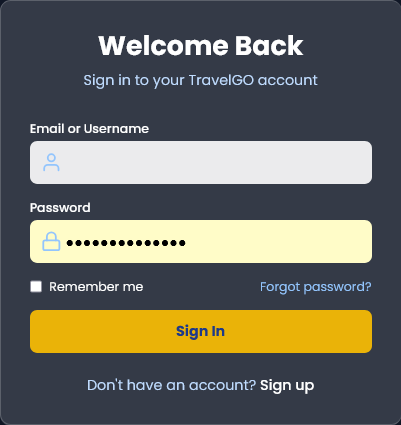 Welcome Back
Sign in to your TravelGO account
Email or Username
Password
••••••••••••••
Remember me
Forgot password?
Sign In
Don't have an account? Sign up